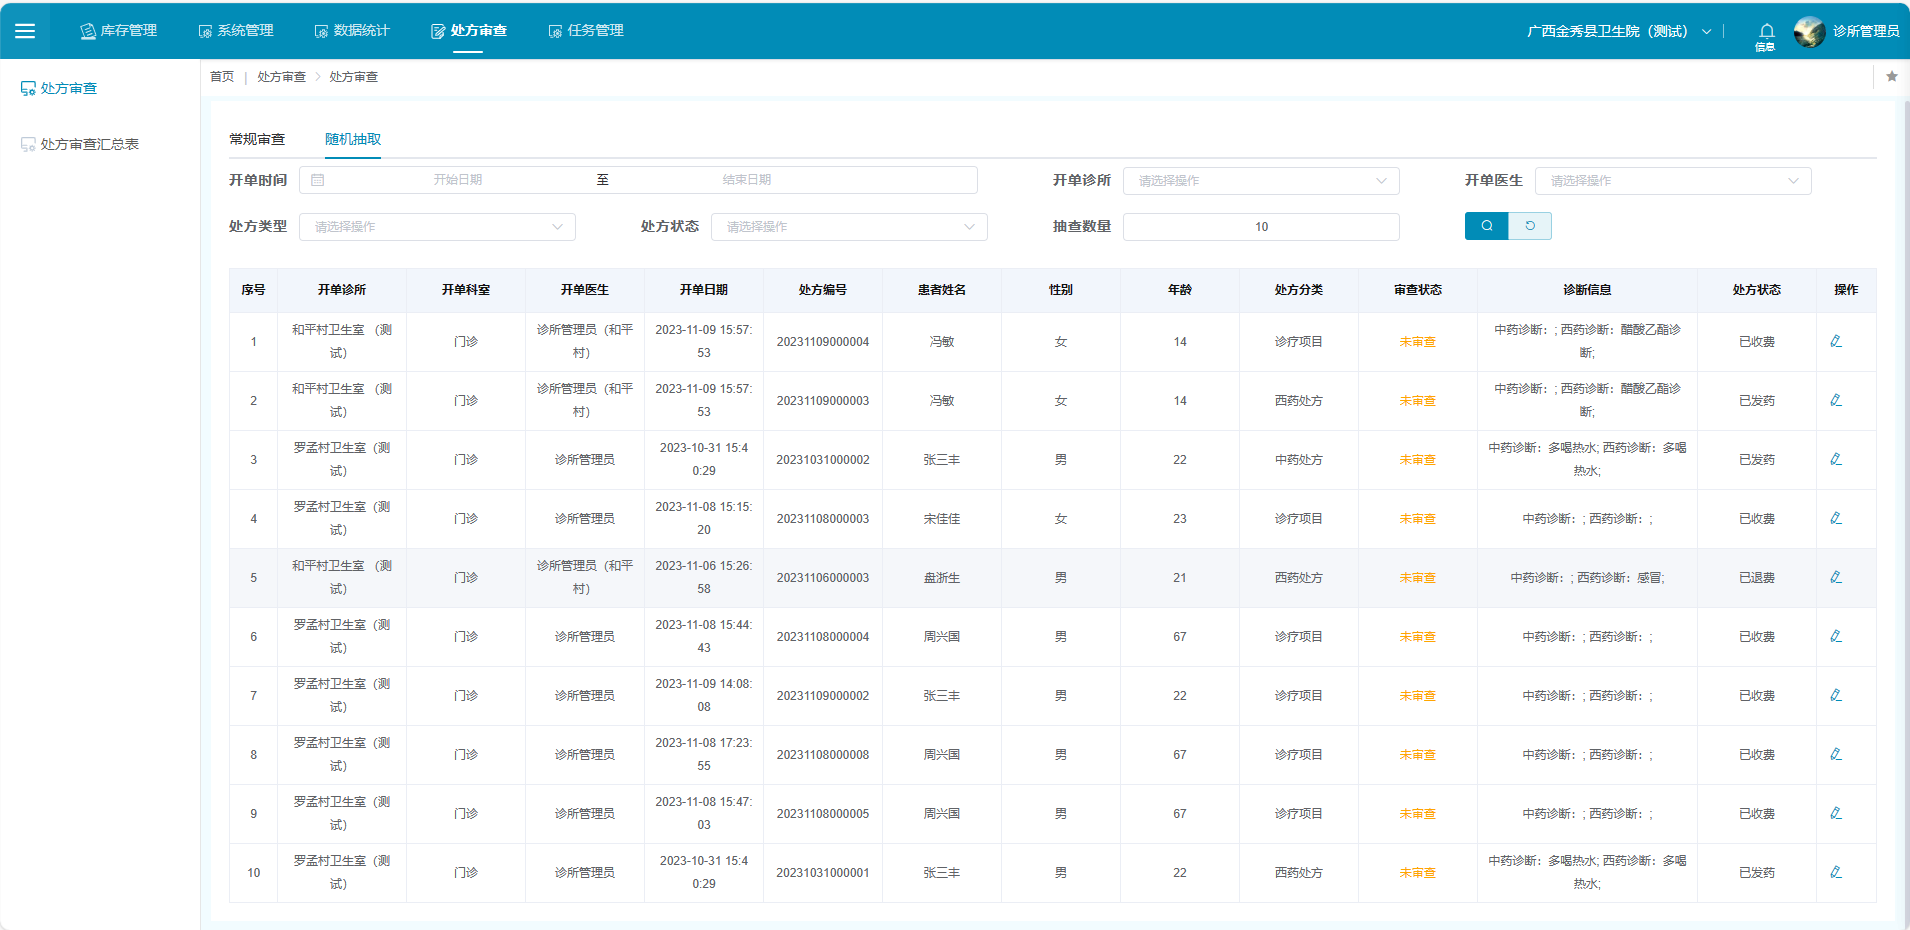 库存管理 系统管理 数据统计 处方审查 任务管理 广西金秀县卫生院（测试） 信息 诊所管理员
处方审查
处方审查汇总表
首页 | 处方审查 > 处方审查
常规审查 随机抽取
开单时间 开始日期 至 结束日期 开单诊所 请选择操作 开单医生 请选择操作
处方类型 请选择操作 处方状态 请选择操作 抽查数量 10
序号 开单诊所 开单科室 开单医生 开单日期 处方编号 患者姓名 性别 年龄 处方分类 审查状态 诊断信息 处方状态 操作
1 和平村卫生室 （测试） 门诊 诊所管理员（和平村） 2023-11-09 15:57:53 20231109000004 冯敏 女 14 诊疗项目 未审查 中药诊断：; 西药诊断：醋酸乙酯诊断; 已收费
2 和平村卫生室 （测试） 门诊 诊所管理员（和平村） 2023-11-09 15:57:53 20231109000003 冯敏 女 14 西药处方 未审查 中药诊断：; 西药诊断：醋酸乙酯诊断; 已发药
3 罗孟村卫生室（测试） 门诊 诊所管理员 2023-10-31 15:40:29 20231031000002 张三丰 男 22 中药处方 未审查 中药诊断：多喝热水; 西药诊断：多喝热水; 已发药
4 罗孟村卫生室（测试） 门诊 诊所管理员 2023-11-08 15:15:20 20231108000003 宋佳佳 女 23 诊疗项目 未审查 中药诊断：; 西药诊断：; 已收费
5 和平村卫生室 （测试） 门诊 诊所管理员（和平村） 2023-11-06 15:26:58 20231106000003 盘浙生 男 21 西药处方 未审查 中药诊断：; 西药诊断：感冒; 已退费
6 罗孟村卫生室（测试） 门诊 诊所管理员 2023-11-08 15:44:43 20231108000004 周兴国 男 67 诊疗项目 未审查 中药诊断：; 西药诊断：; 已收费
7 罗孟村卫生室（测试） 门诊 诊所管理员 2023-11-09 14:08:08 20231109000002 张三丰 男 22 诊疗项目 未审查 中药诊断：; 西药诊断：; 已收费
8 罗孟村卫生室（测试） 门诊 诊所管理员 2023-11-08 17:23:55 20231108000008 周兴国 男 67 诊疗项目 未审查 中药诊断：; 西药诊断：; 已收费
9 罗孟村卫生室（测试） 门诊 诊所管理员 2023-11-08 15:47:03 20231108000005 周兴国 男 67 诊疗项目 未审查 中药诊断：; 西药诊断：; 已收费
10 罗孟村卫生室（测试） 门诊 诊所管理员 2023-10-31 15:40:29 20231031000001 张三丰 男 22 西药处方 未审查 中药诊断：多喝热水; 西药诊断：多喝热水; 已发药